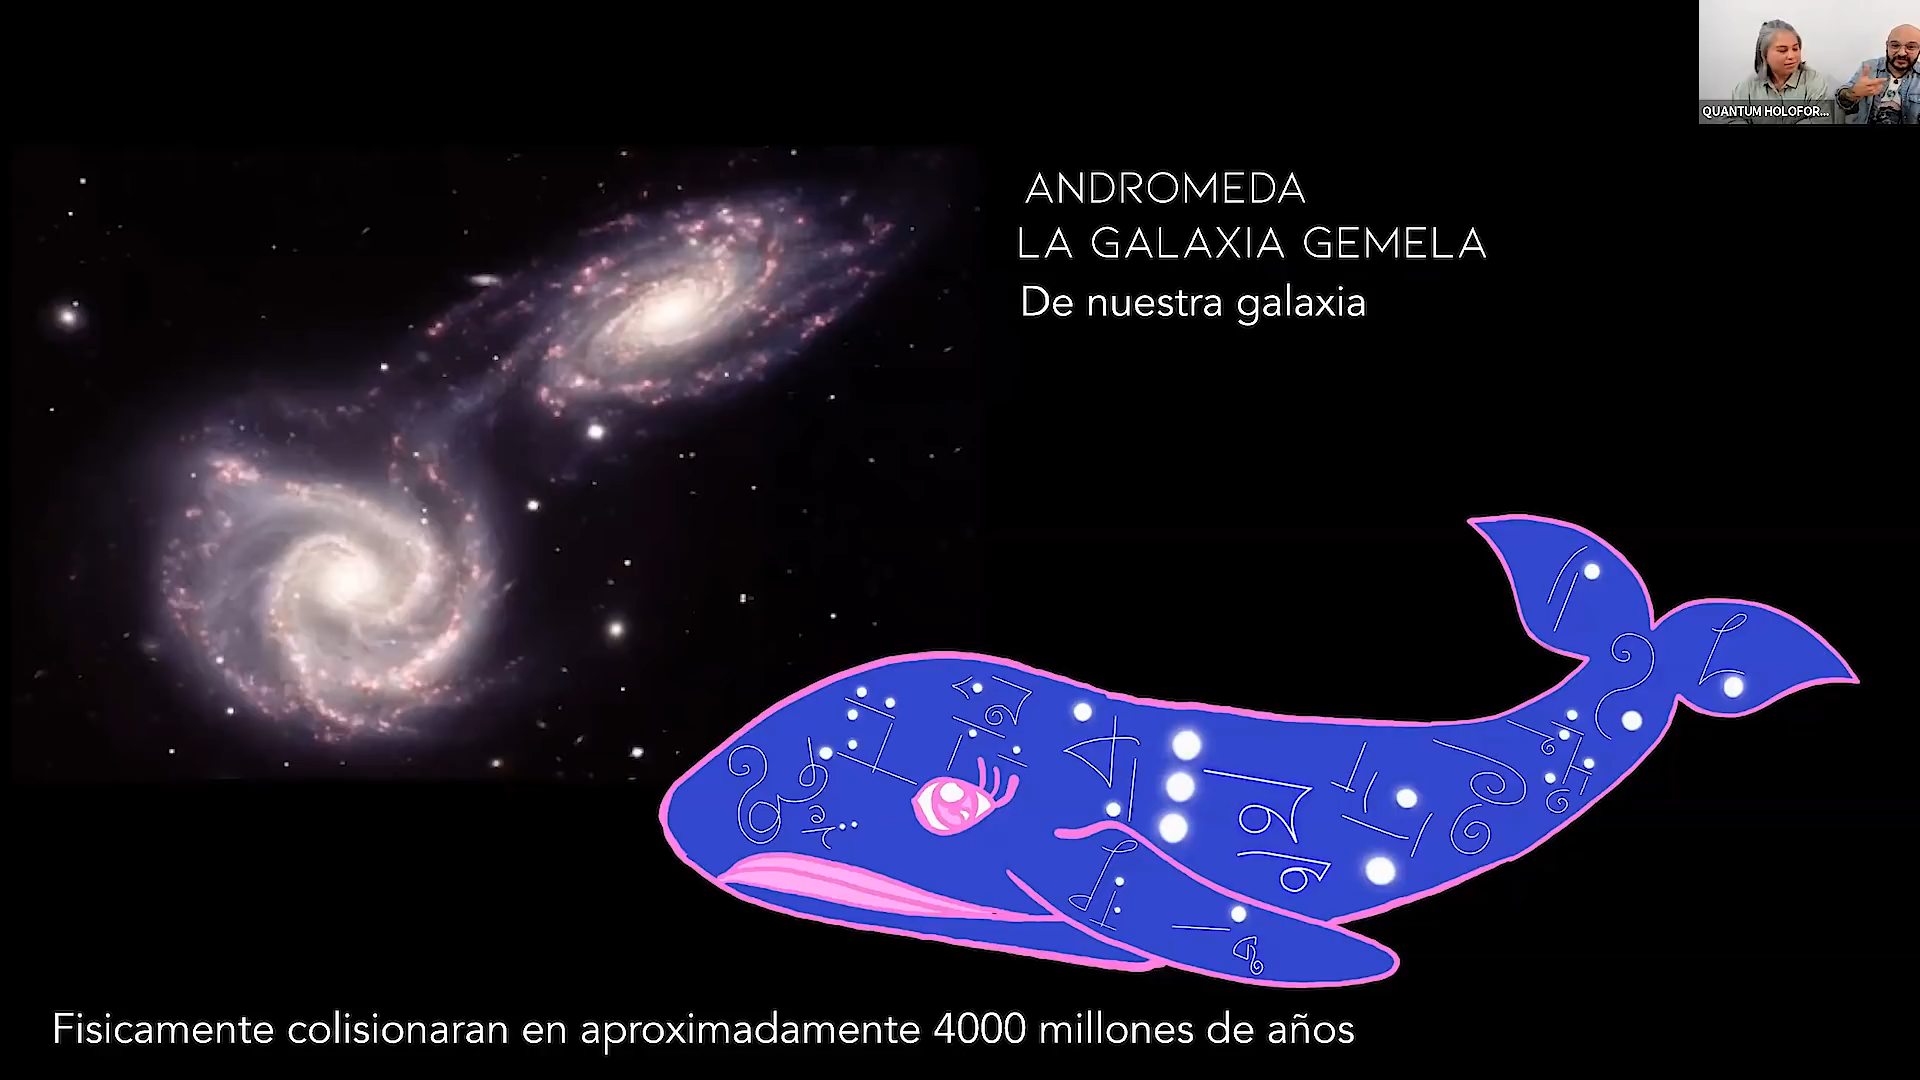 QUANTUM HOLOFOR...
ANDROMEDA
LA GALAXIA GEMELA
De nuestra galaxia
Fisicamente colisionaran en aproximadamente 4000 millones de años